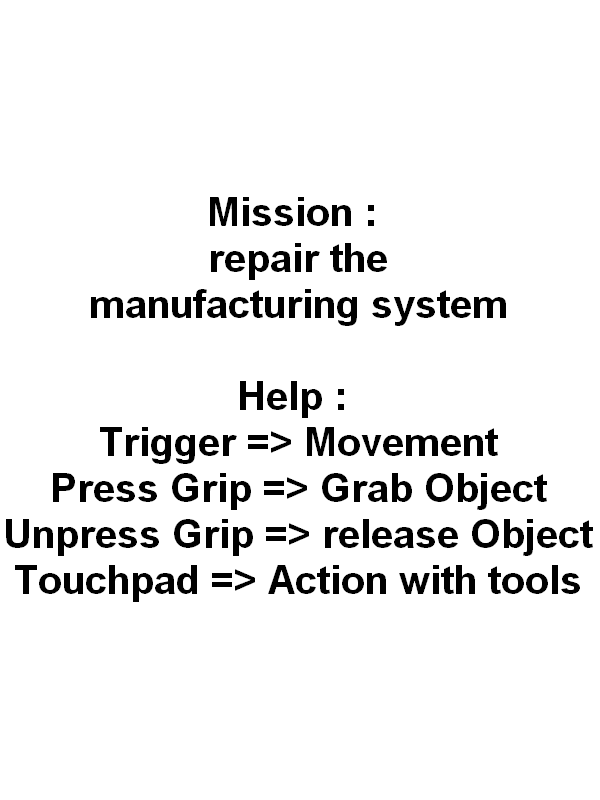 Mission :
repair the
manufacturing system
Help :
Trigger => Movement
Press Grip => Grab Object
Unpress Grip => release Object
Touchpad => Action with tools